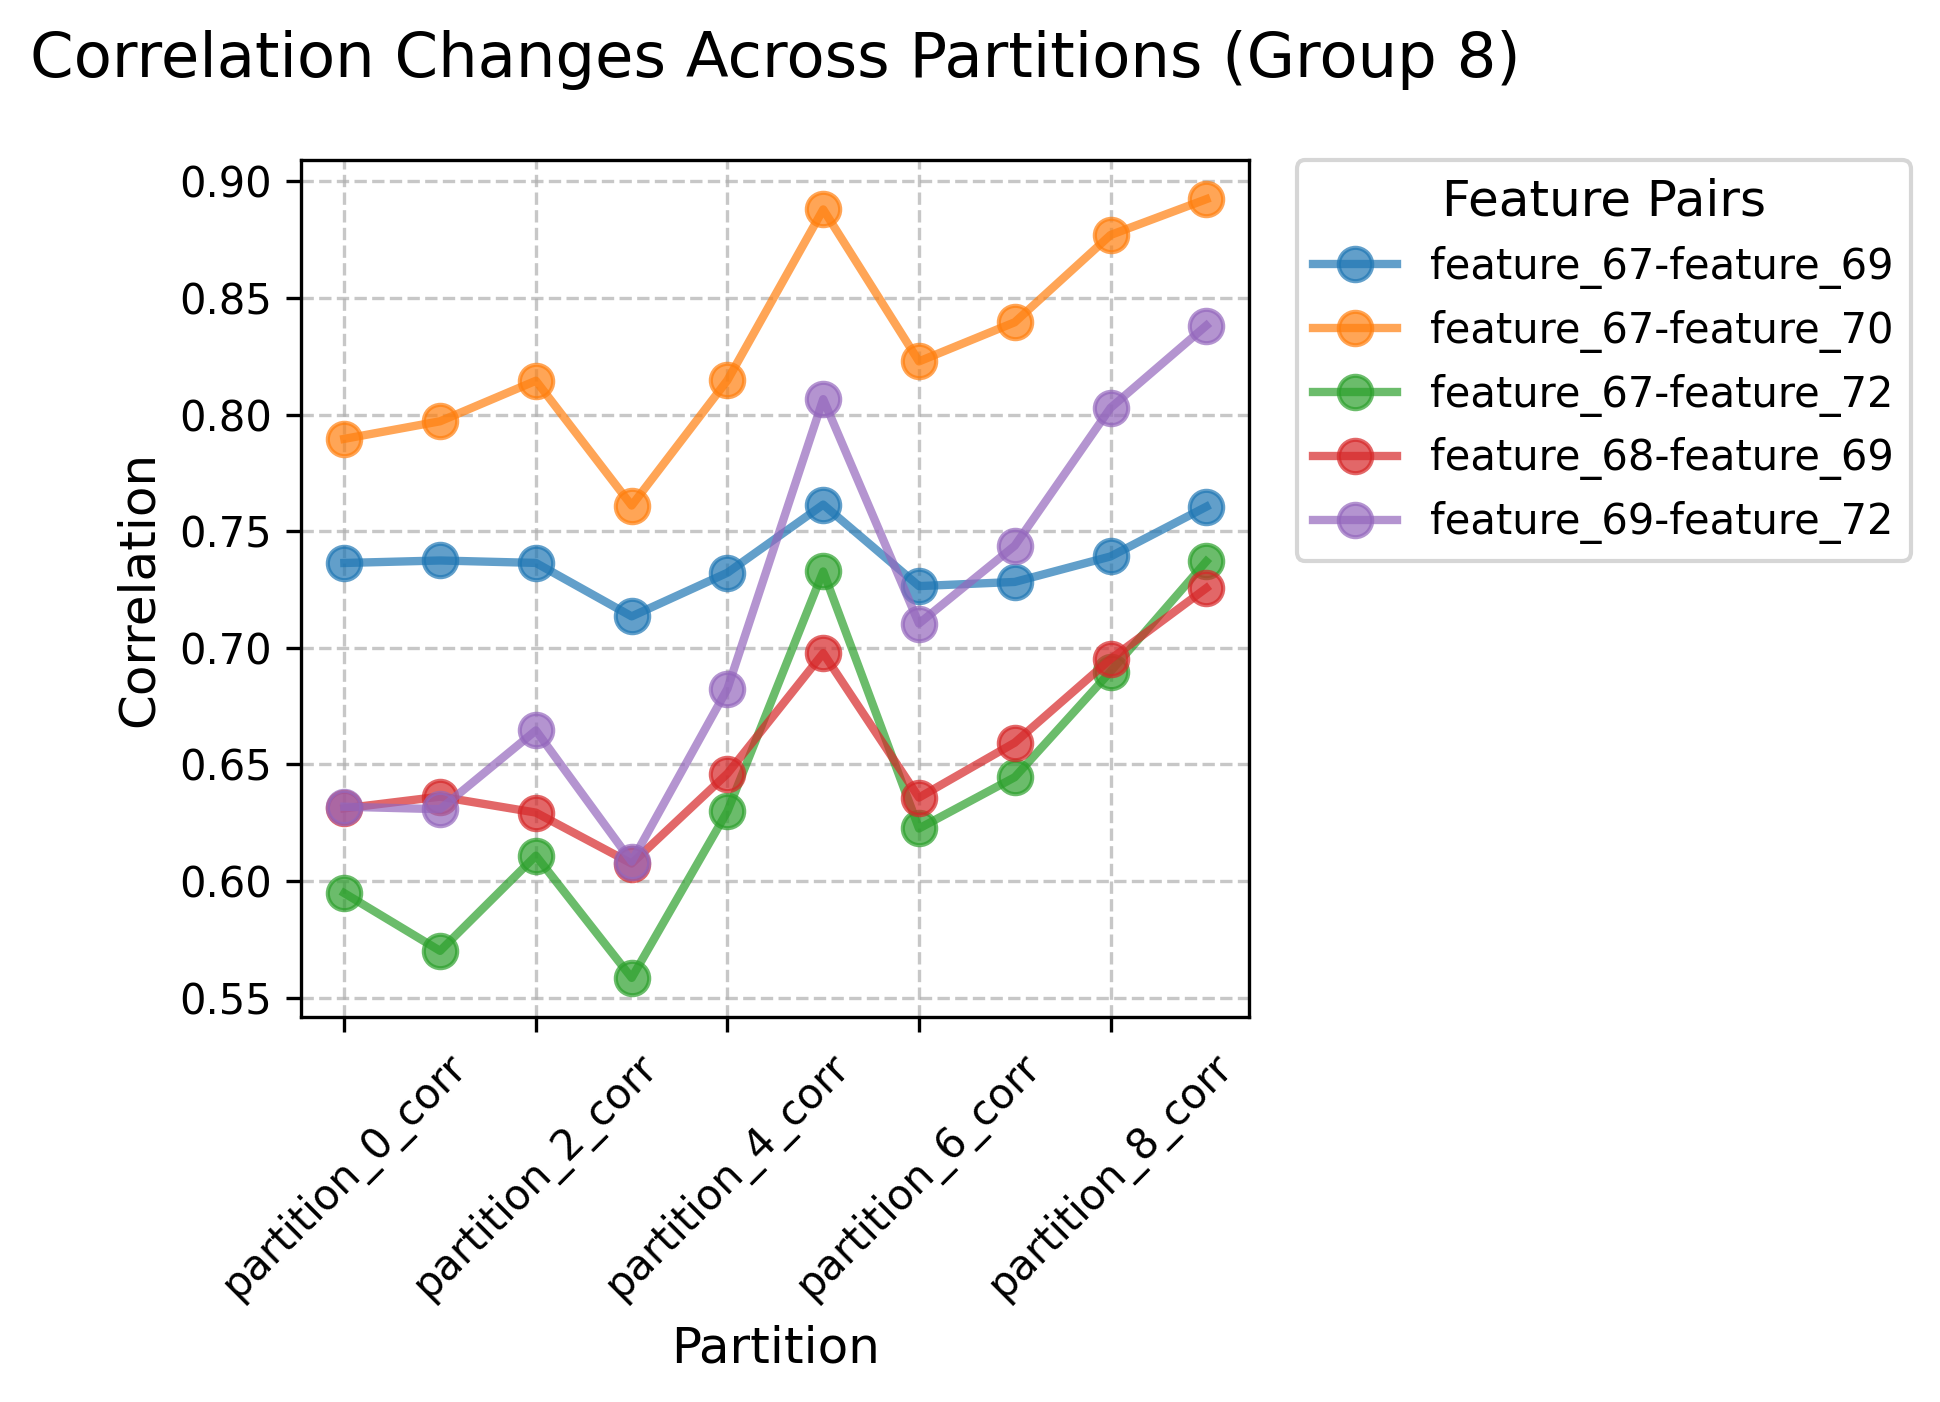 Correlation Changes Across Partitions (Group 8)
0.90
0.85
0.80
0.75
0.70
0.65
0.60
0.55
Correlation
partition_0_corr
partition_2_corr
partition_4_corr
partition_6_corr
partition_8_corr
Partition
Feature Pairs
feature_67-feature_69
feature_67-feature_70
feature_67-feature_72
feature_68-feature_69
feature_69-feature_72